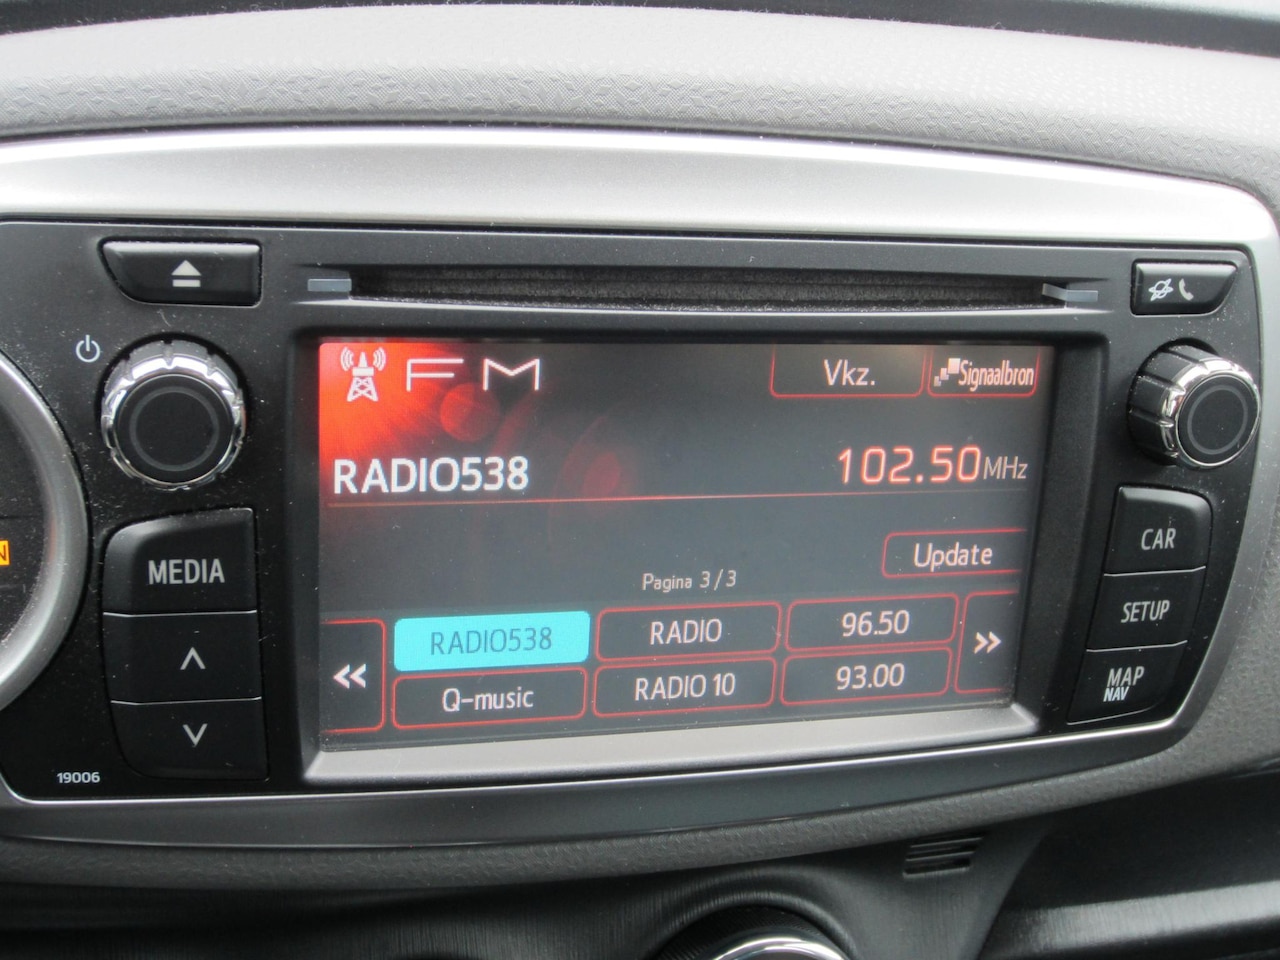 FM
Vkz.
Signaalbron
RADIO538
102.50MHz
Update
Pagina 3/3
RADIO538
RADIO
96.50
Q-music
RADIO 10
93.00
MEDIA
19006
CAR
SETUP
MAP
NAV